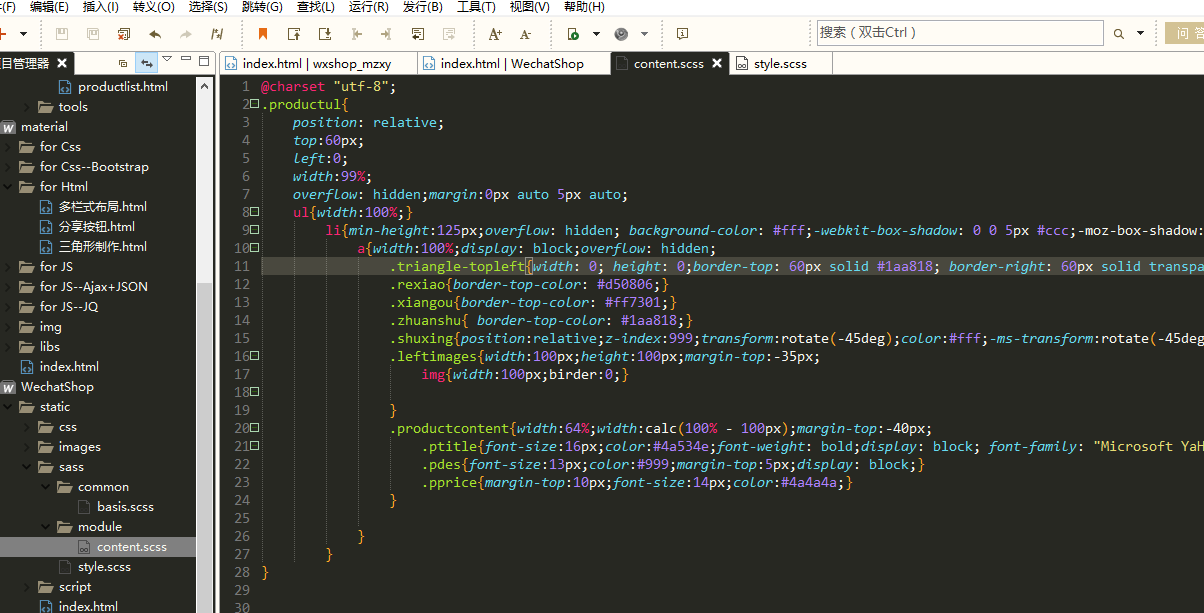 (F) 编辑(E) 插入(I) 转义(O) 选择(S) 跳转(G) 查找(L) 运行(R) 发行(B) 工具(T) 视图(V) 帮助(H)
搜索（双击Ctrl）
问 答
目管理器
index.html | wxshop_mzxy
index.html | WechatShop
content.scss
style.scss
productlist.html
tools
material
for Css
for Css--Bootstrap
for Html
多栏式布局.html
分享按钮.html
三角形制作.html
for JS
for JS--Ajax+JSON
for JS--JQ
img
libs
index.html
WechatShop
static
css
images
sass
common
basis.scss
module
content.scss
style.scss
script
index.html
1 @charset "utf-8";
2 .productul{
3 position: relative;
4 top:60px;
5 left:0;
6 width:99%;
7 overflow: hidden;margin:0px auto 5px auto;
8 ul{width:100%;}
9 li{min-height:125px;overflow: hidden; background-color: #fff;-webkit-box-shadow: 0 0 5px #ccc;-moz-box-shadow:
10 a{width:100%;display: block;overflow: hidden;
11 .triangle-topleft{width: 0; height: 0;border-top: 60px solid #1aa818; border-right: 60px solid transpa
12 .rexiao{border-top-color: #d50806;}
13 .xiangou{border-top-color: #ff7301;}
14 .zhuanshu{ border-top-color: #1aa818;}
15 .shuxing{position:relative;z-index:999;transform:rotate(-45deg);color:#fff;-ms-transform:rotate(-45deg
16 .leftimages{width:100px;height:100px;margin-top:-35px;
17 img{width:100px;birder:0;}
18
19 }
20 .productcontent{width:64%;width:calc(100% - 100px);margin-top:-40px;
21 .ptitle{font-size:16px;color:#4a534e;font-weight: bold;display: block; font-family: "Microsoft YaH
22 .pdes{font-size:13px;color:#999;margin-top:5px;display: block;}
23 .pprice{margin-top:10px;font-size:14px;color:#4a4a4a;}
24 }
25
26 }
27 }
28 }
29
30